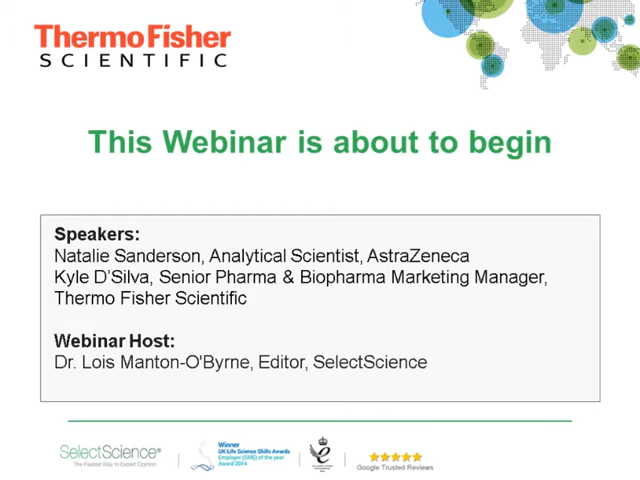 ThermoFisher
SCIENTIFIC
This Webinar is about to begin
Speakers:
Natalie Sanderson, Analytical Scientist, AstraZeneca
Kyle D'Silva, Senior Pharma & Biopharma Marketing Manager,
Thermo Fisher Scientific
Webinar Host:
Dr. Lois Manton-O'Byrne, Editor, SelectScience
SelectScience®
The Fastest Way to Expert Opinion
Winner
UK Life Science Skills Awards
Employer (SME) of the year
Award 2014
Google Trusted Reviews